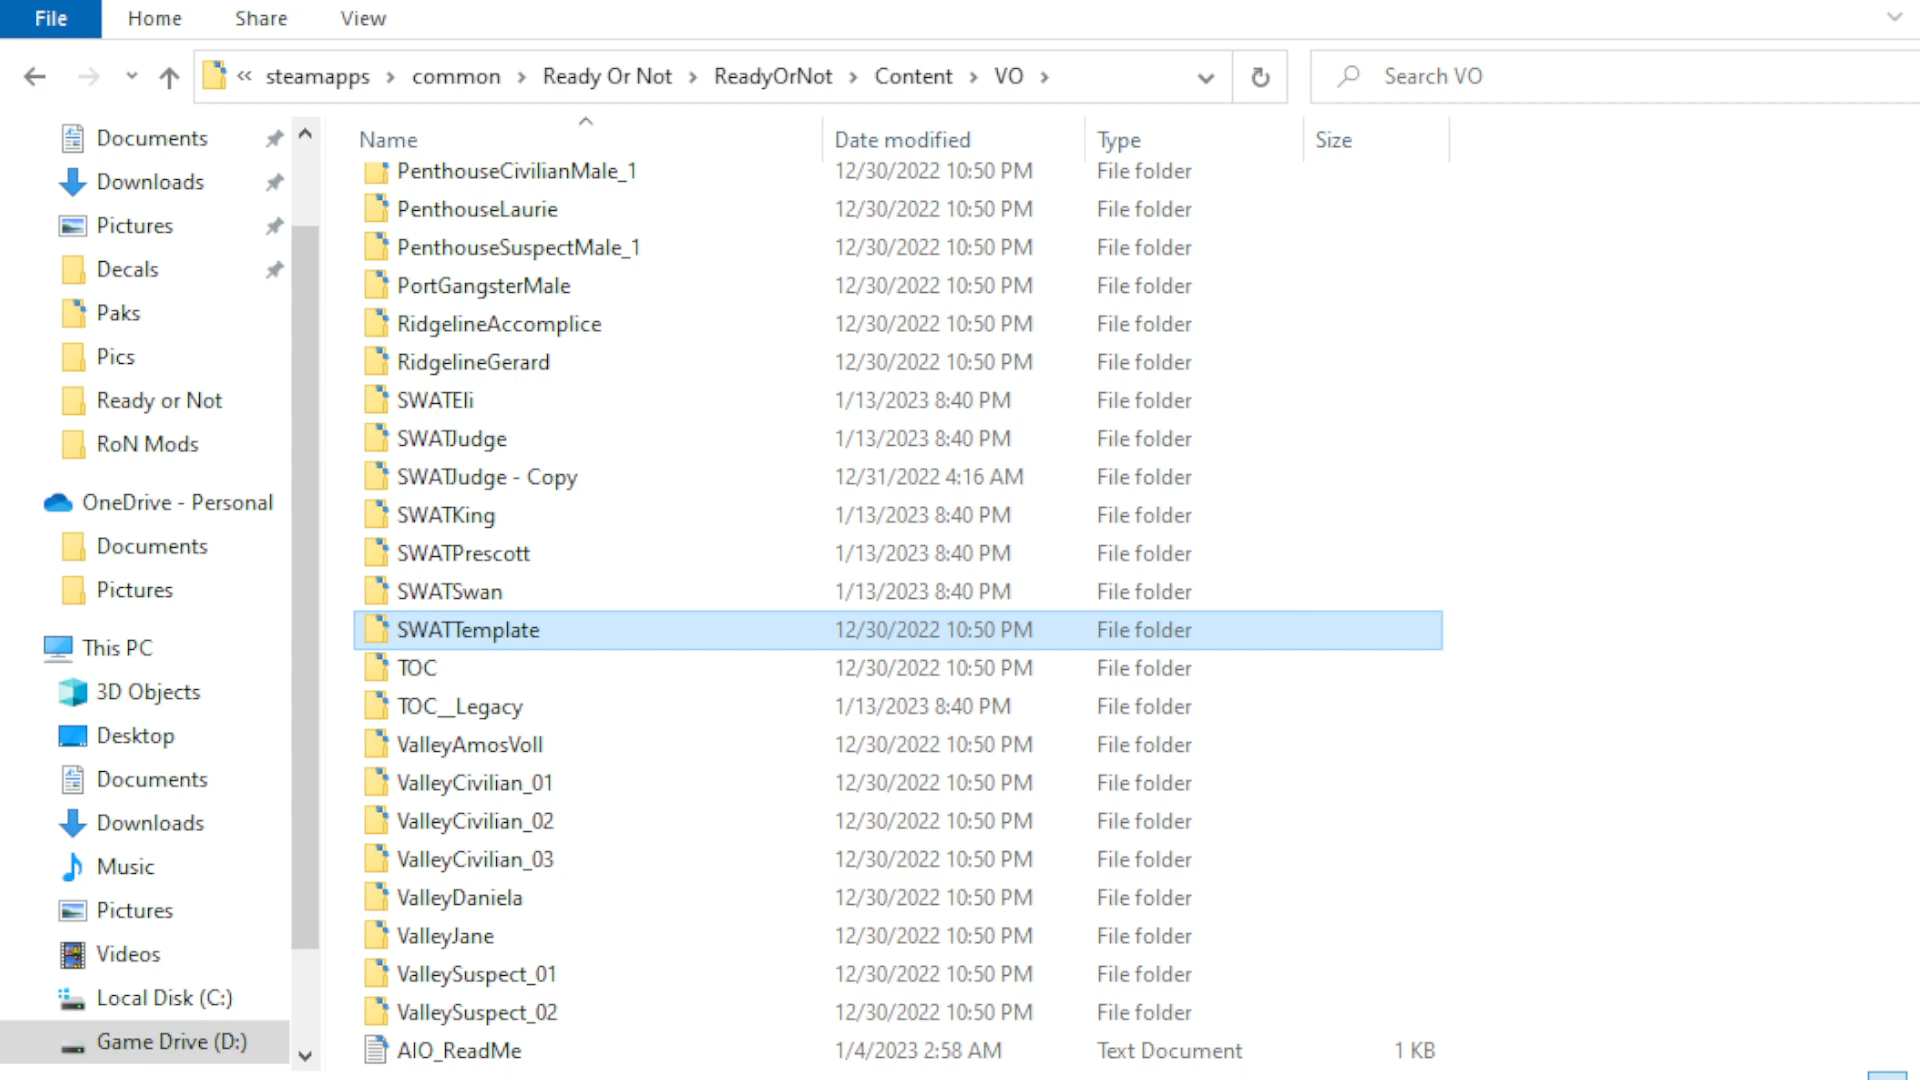 File Home Share View
« steamapps > common > Ready Or Not > ReadyOrNot > Content > VO > Search VO
Documents
Downloads
Pictures
Decals
Paks
Pics
Ready or Not
RoN Mods
OneDrive - Personal
Documents
Pictures
This PC
3D Objects
Desktop
Documents
Downloads
Music
Pictures
Videos
Local Disk (C:)
Game Drive (D:)
Name Date modified Type Size
PenthouseCivilianMale_1 12/30/2022 10:50 PM File folder
PenthouseLaurie 12/30/2022 10:50 PM File folder
PenthouseSuspectMale_1 12/30/2022 10:50 PM File folder
PortGangsterMale 12/30/2022 10:50 PM File folder
RidgelineAccomplice 12/30/2022 10:50 PM File folder
RidgelineGerard 12/30/2022 10:50 PM File folder
SWATEli 1/13/2023 8:40 PM File folder
SWATJudge 1/13/2023 8:40 PM File folder
SWATJudge - Copy 12/31/2022 4:16 AM File folder
SWATKing 1/13/2023 8:40 PM File folder
SWATPrescott 1/13/2023 8:40 PM File folder
SWATSwan 1/13/2023 8:40 PM File folder
SWATTemplate 12/30/2022 10:50 PM File folder
TOC 12/30/2022 10:50 PM File folder
TOC__Legacy 1/13/2023 8:40 PM File folder
ValleyAmosVoll 12/30/2022 10:50 PM File folder
ValleyCivilian_01 12/30/2022 10:50 PM File folder
ValleyCivilian_02 12/30/2022 10:50 PM File folder
ValleyCivilian_03 12/30/2022 10:50 PM File folder
ValleyDaniela 12/30/2022 10:50 PM File folder
ValleyJane 12/30/2022 10:50 PM File folder
ValleySuspect_01 12/30/2022 10:50 PM File folder
ValleySuspect_02 12/30/2022 10:50 PM File folder
AIO_ReadMe 1/4/2023 2:58 AM Text Document 1 KB